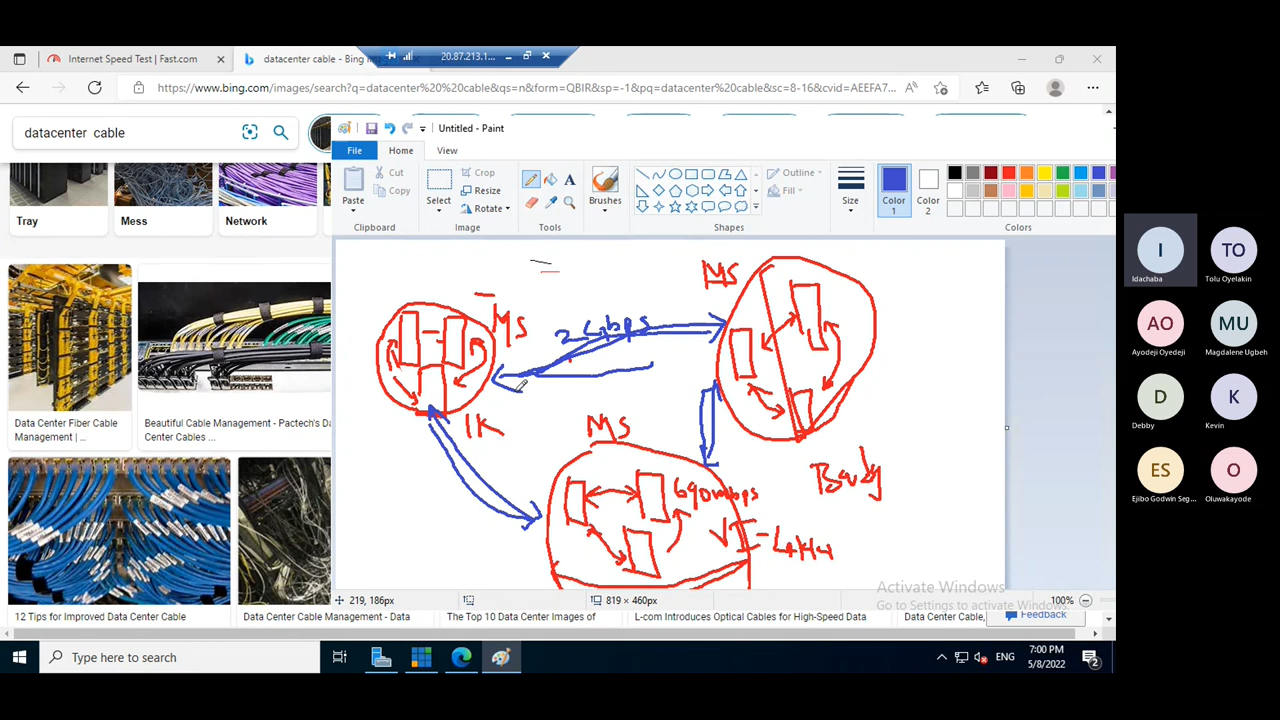 Internet Speed Test | Fast.com
datacenter cable - Bing im
20.87.213.1...
https://www.bing.com/images/search?q=datacenter%20%20cable&qs=n&form=QBIR&sp=-1&pq=datacenter%20cable&sc=8-16&cvid=AEEFA7...
datacenter cable
Tray
Mess
Network
Data Center Fiber Cable
Management | ...
Beautiful Cable Management - Pactech's Data
Center Cables ...
12 Tips for Improved Data Center Cable
Data Center Cable Management - Data
The Top 10 Data Center Images of
L-com Introduces Optical Cables for High-Speed Data
Data Center Cable,
Feedback
Untitled - Paint
File
Home
View
Paste
Cut
Copy
Clipboard
Select
Crop
Resize
Rotate
Image
Tools
Brushes
Outline
Fill
Shapes
Size
Color
1
Color
2
Colors
MS
MS
MS
690mbps
219, 186px
819 × 460px
100%
Activate Windows
Go to Settings to activate Windows.
Type here to search
ENG
7:00 PM
5/8/2022
2
I
Idachaba
TO
Tolu Oyelakin
AO
Ayodeji Oyedeji
MU
Magdalene Ugbeh
D
Debby
K
Kevin
ES
Ejibo Godwin Seg...
O
Oluwakayode